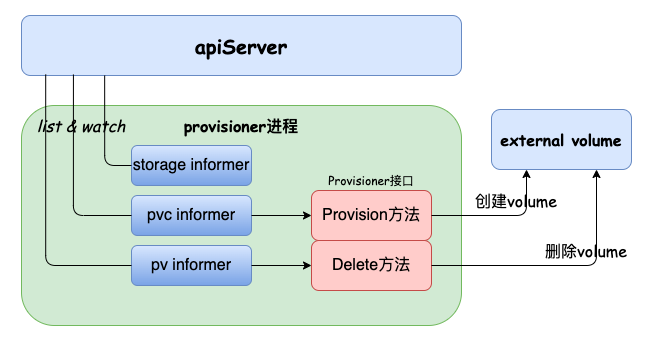 apiServer
list & watch
provisioner进程
external volume
storage informer
Provisioner接口
pvc informer
Provision方法
创建volume
pv informer
Delete方法
删除volume